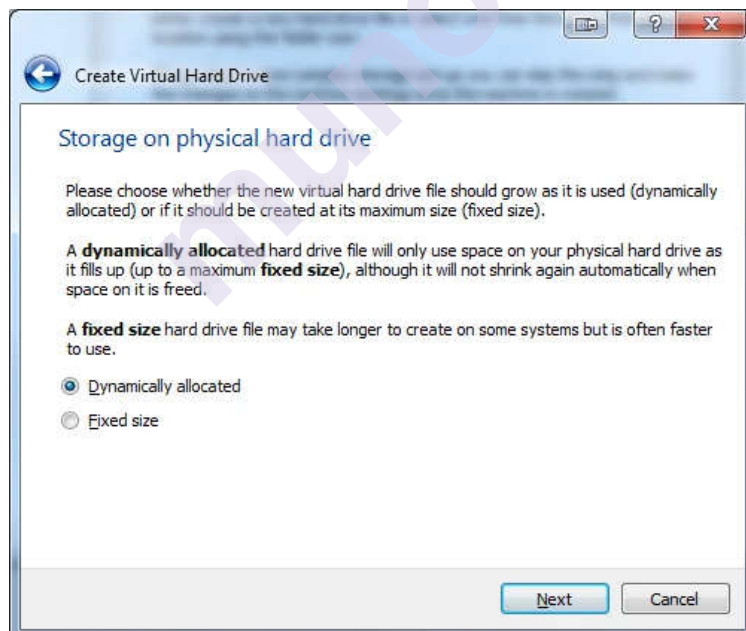 Create Virtual Hard Drive
Storage on physical hard drive
Please choose whether the new virtual hard drive file should grow as it is used (dynamically
allocated) or if it should be created at its maximum size (fixed size).
A dynamically allocated hard drive file will only use space on your physical hard drive as
it fills up (up to a maximum fixed size), although it will not shrink again automatically when
space on it is freed.
A fixed size hard drive file may take longer to create on some systems but is often faster
to use.
Dynamically allocated
Fixed size
Next Cancel